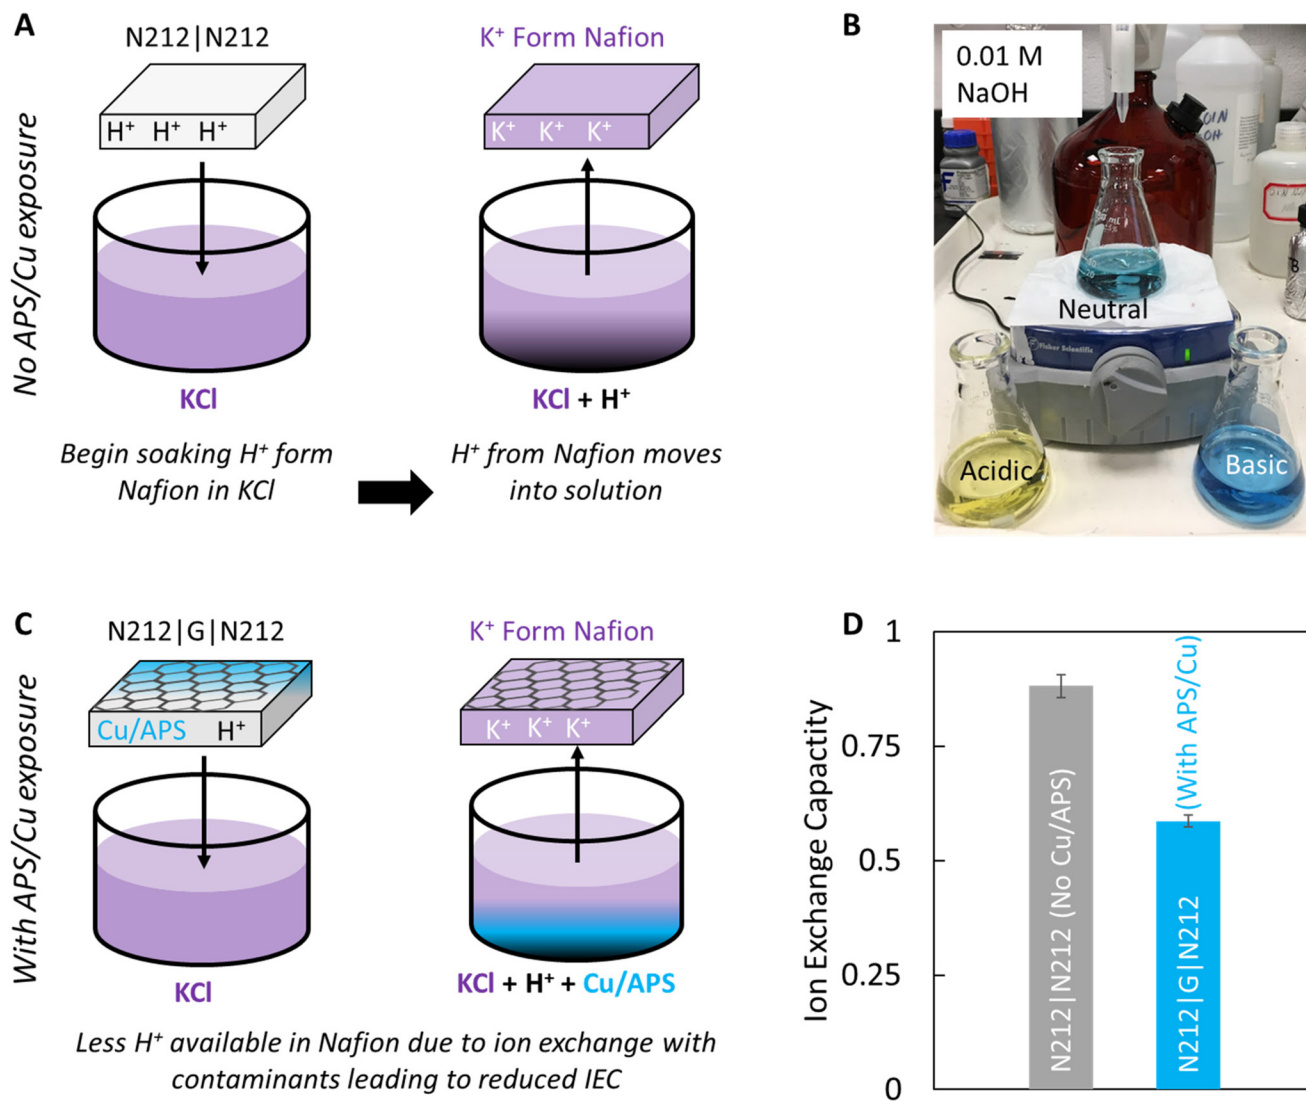 A
N212|N212
K⁺ Form Nafion
No APS/Cu exposure
H⁺ H⁺ H⁺
K⁺ K⁺ K⁺
KCl
KCl + H⁺
Begin soaking H⁺ form
Nafion in KCl
H⁺ from Nafion moves
into solution
B
0.01 M
NaOH
Neutral
Fisher Scientific
Acidic
Basic
C
N212|G|N212
K⁺ Form Nafion
With APS/Cu exposure
Cu/APS H⁺
K⁺ K⁺ K⁺
KCl
KCl + H⁺ + Cu/APS
Less H⁺ available in Nafion due to ion exchange with
contaminants leading to reduced IEC
D
Ion Exchange Capactity
1
0.75
0.5
0.25
0
N212|N212 (No Cu/APS)
N212|G|N212 (With APS/Cu)